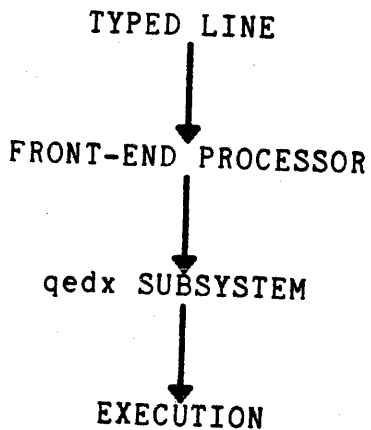 TYPED LINE
FRONT-END PROCESSOR
qedx SUBSYSTEM
EXECUTION